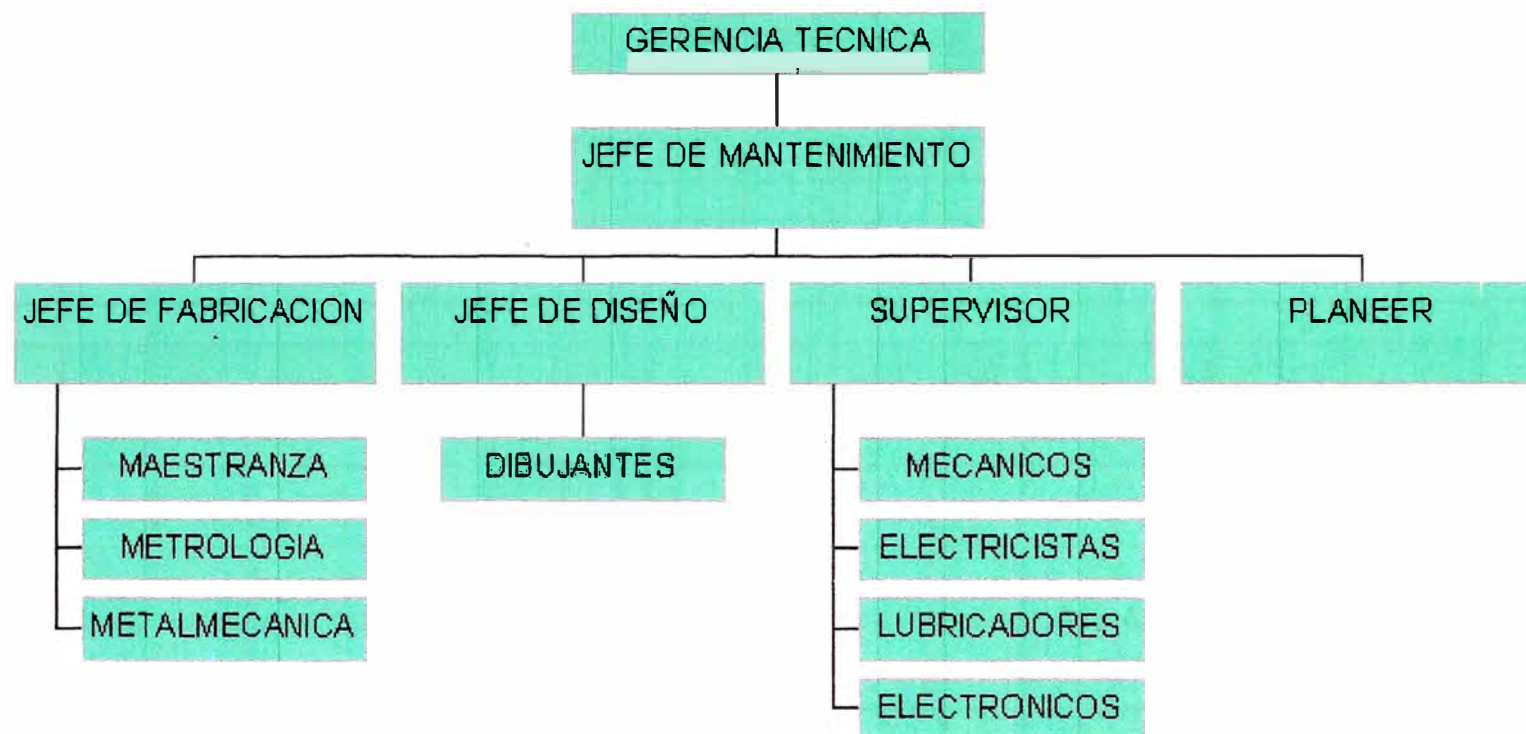 GERENCIA TECNICA
JEFE DE MANTENIMIENTO
JEFE DE FABRICACION
JEFE DE DISEÑO
SUPERVISOR
PLANEER
MAESTRANZA
METROLOGIA
METALMECANICA
DIBUJANTES
MECANICOS
ELECTRICISTAS
LUBRICADORES
ELECTRONICOS